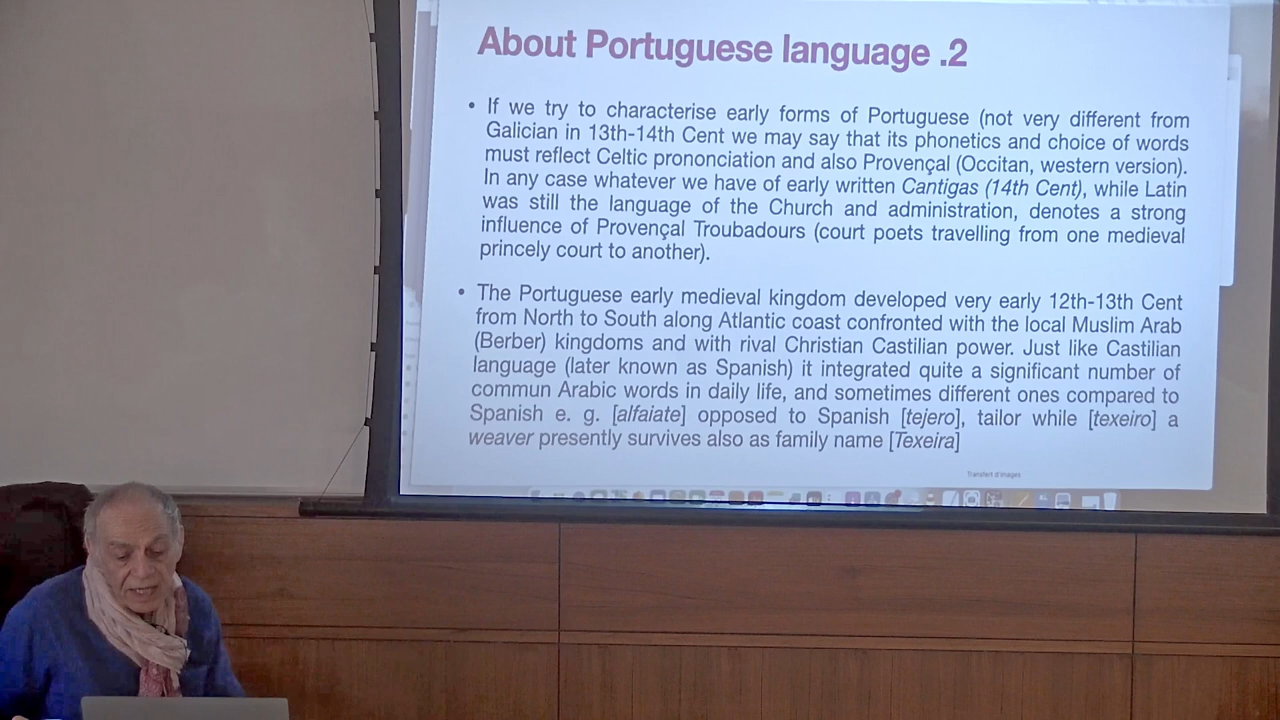 About Portuguese language .2
• If we try to characterise early forms of Portuguese (not very different from
Galician in 13th-14th Cent we may say that its phonetics and choice of words
must reflect Celtic prononciation and also Provençal (Occitan, western version).
In any case whatever we have of early written Cantigas (14th Cent), while Latin
was still the language of the Church and administration, denotes a strong
influence of Provençal Troubadours (court poets travelling from one medieval
princely court to another).
• The Portuguese early medieval kingdom developed very early 12th-13th Cent
from North to South along Atlantic coast confronted with the local Muslim Arab
(Berber) kingdoms and with rival Christian Castilian power. Just like Castilian
language (later known as Spanish) it integrated quite a significant number of
commun Arabic words in daily life, and sometimes different ones compared to
Spanish e. g. [alfaiate] opposed to Spanish [tejero], tailor while [texeiro] a
weaver presently survives also as family name [Texeira]
Transfert d'images